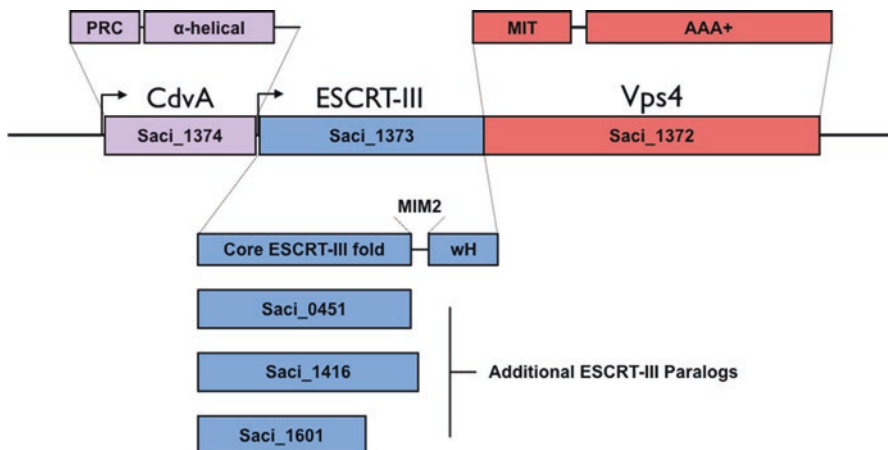 PRC α-helical MIT AAA+
CdvA ESCRT-III Vps4
Saci_1374 Saci_1373 Saci_1372
MIM2
Core ESCRT-III fold wH
Saci_0451
Saci_1416 Additional ESCRT-III Paralogs
Saci_1601